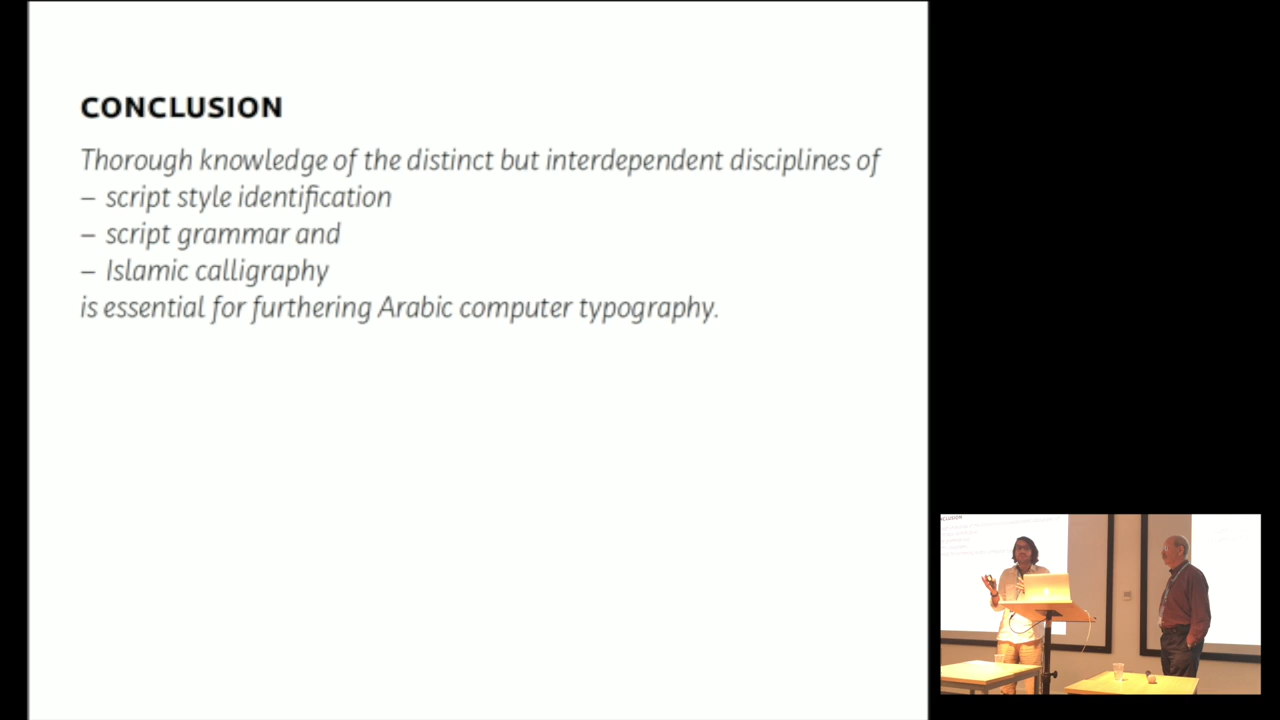 CONCLUSION
Thorough knowledge of the distinct but interdependent disciplines of
– script style identification
– script grammar and
– Islamic calligraphy
is essential for furthering Arabic computer typography.